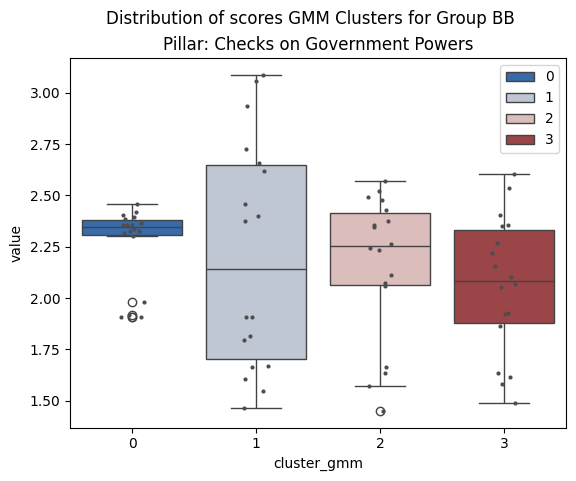 Distribution of scores GMM Clusters for Group BB
Pillar: Checks on Government Powers
0
1
2
3
3.00
2.75
2.50
2.25
2.00
1.75
1.50
value
0 1 2 3
cluster_gmm